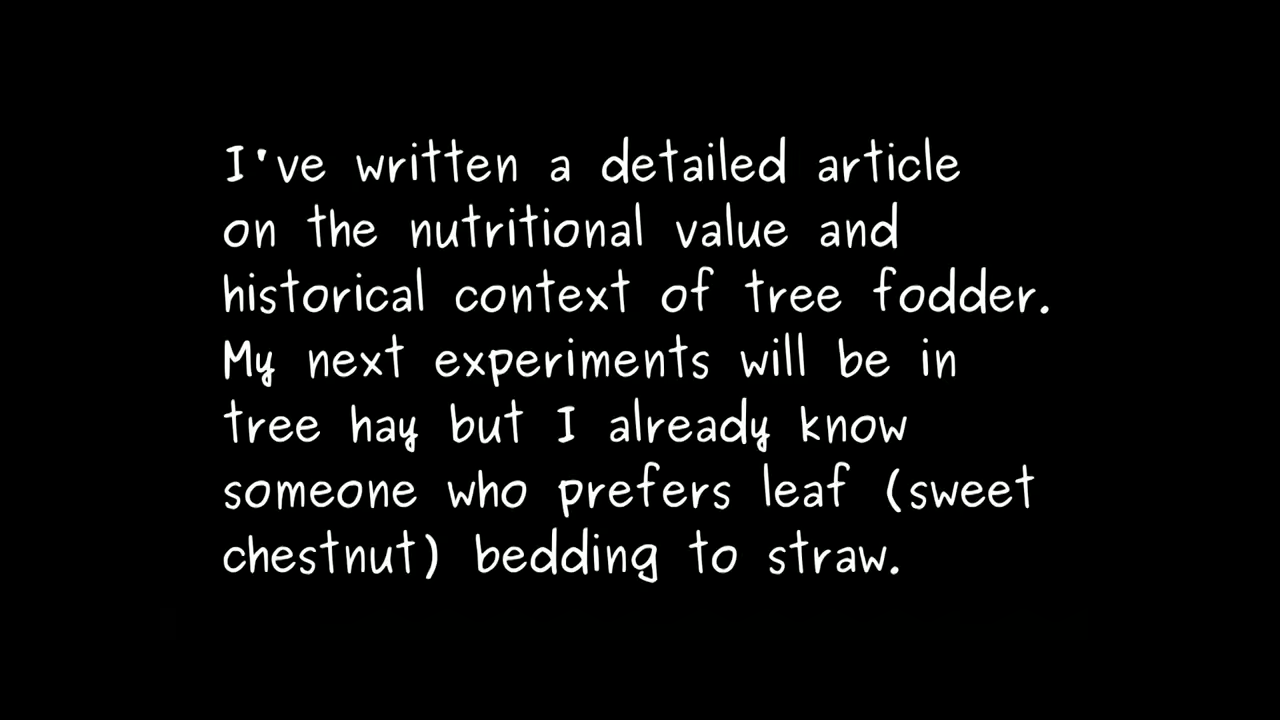 I've written a detailed article
on the nutritional value and
historical context of tree fodder.
My next experiments will be in
tree hay but I already know
someone who prefers leaf (sweet
chestnut) bedding to straw.